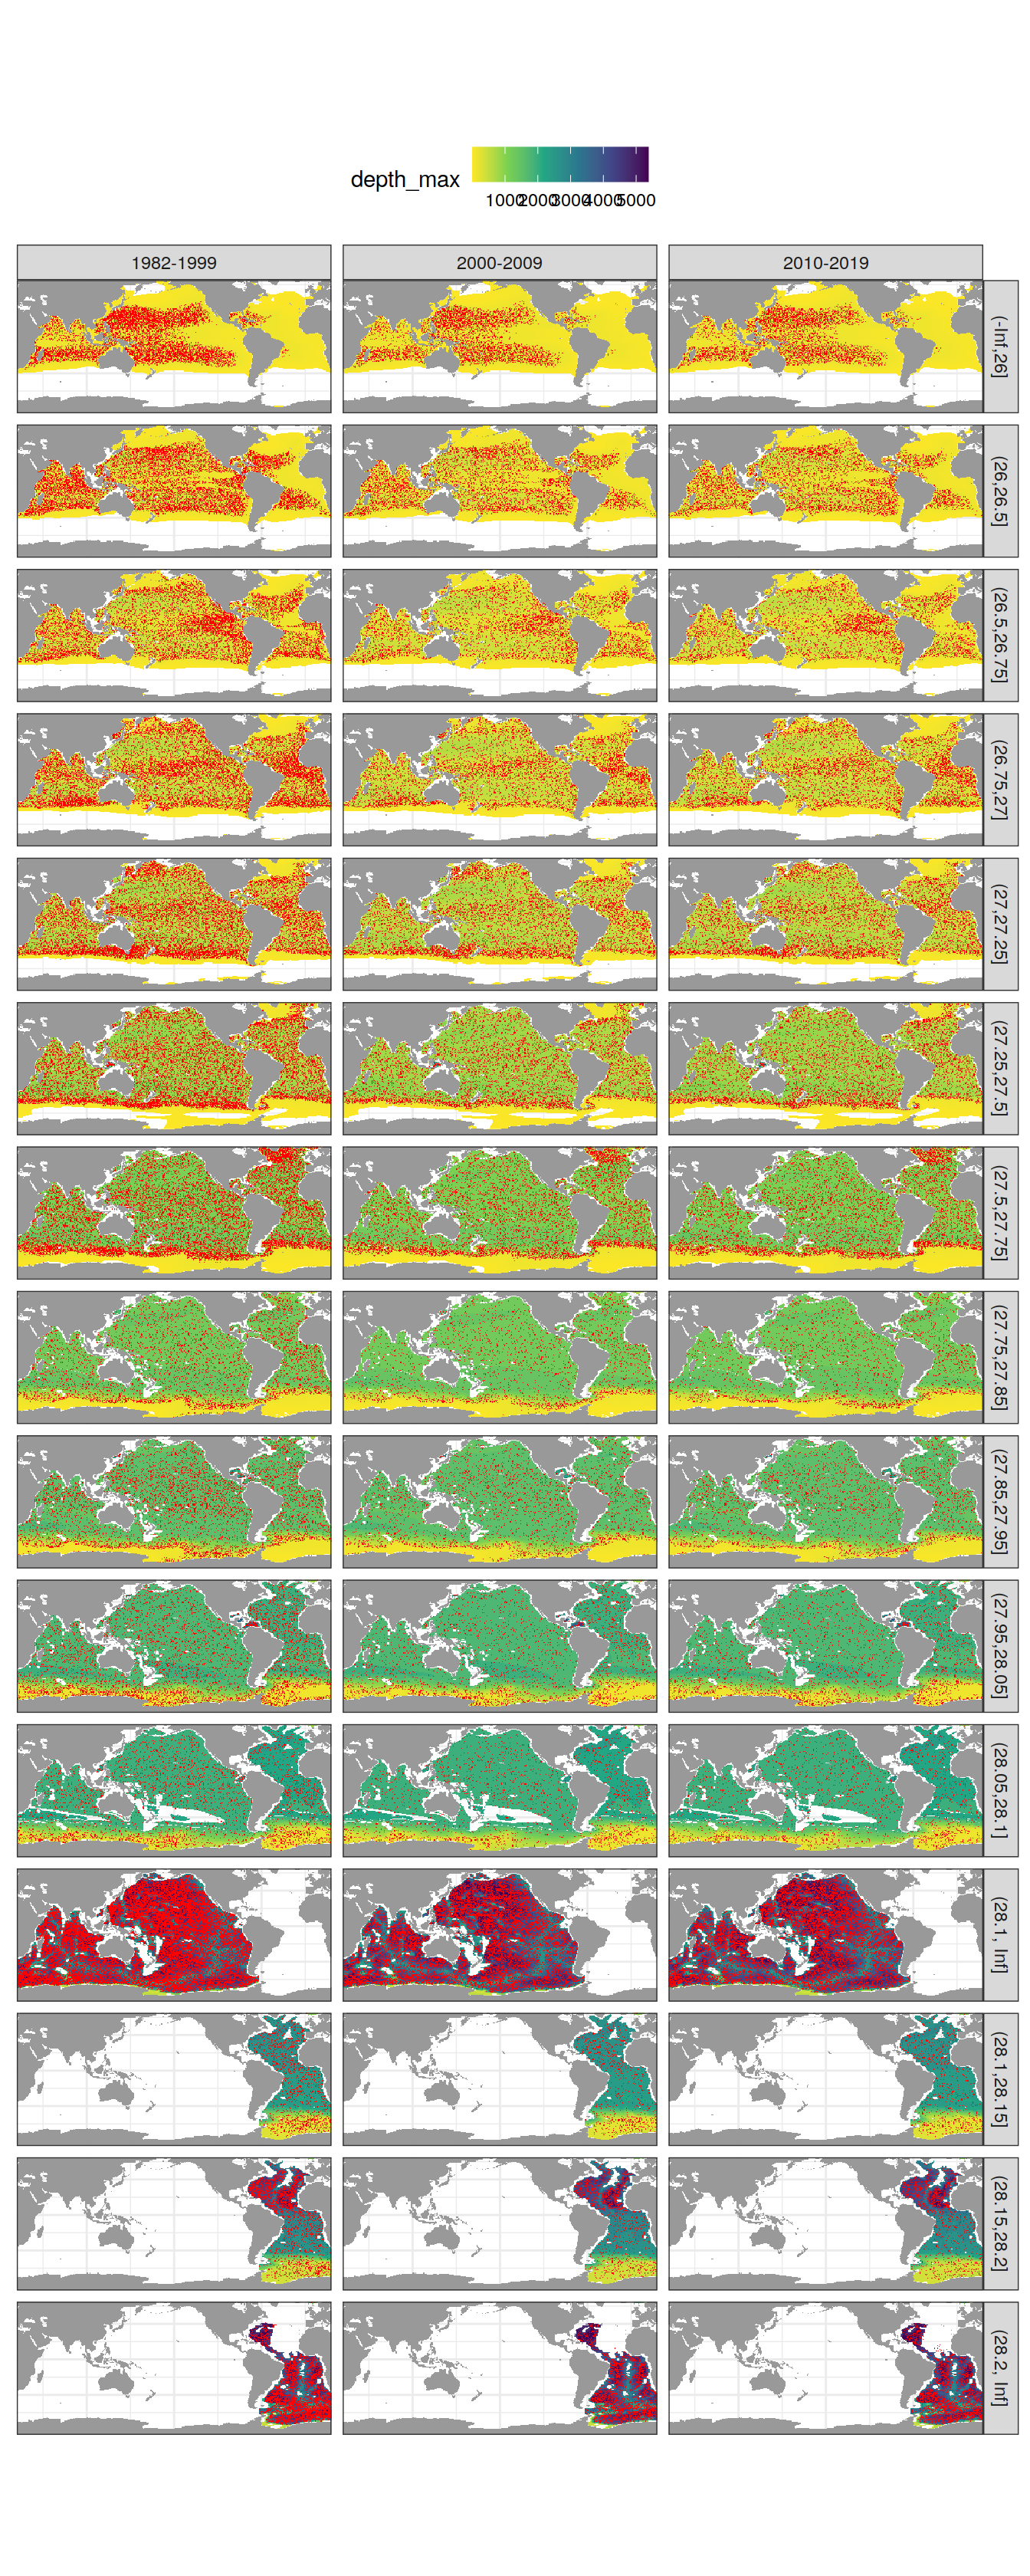 depth_max
1000 2000 3000 4000 5000
1982-1999 2000-2009 2010-2019
(-Inf,26]
(26,26.5]
(26.5,26.75]
(26.75,27]
(27,27.25]
(27.25,27.5]
(27.5,27.75]
(27.75,27.85]
(27.85,27.95]
(27.95,28.05]
(28.05,28.1]
(28.1, Inf]
(28.1,28.15]
(28.15,28.2]
(28.2, Inf]